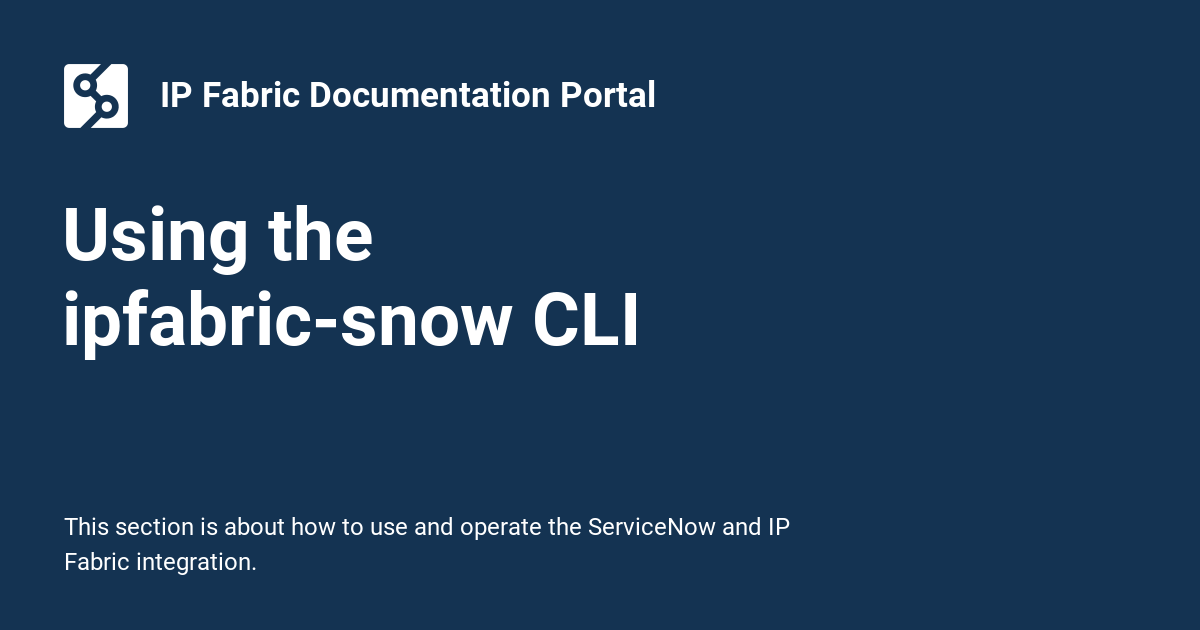 IP Fabric Documentation Portal
Using the
ipfabric-snow CLI
This section is about how to use and operate the ServiceNow and IP
Fabric integration.